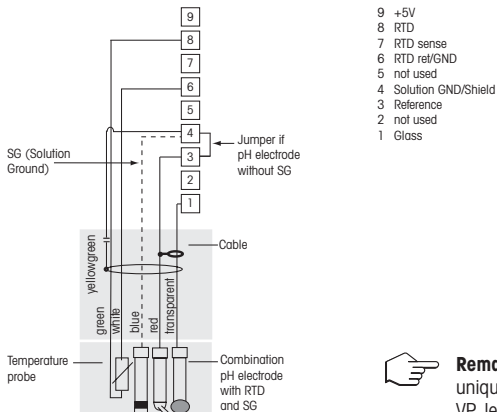 9
8
7
6
5
4
3
2
1
SG (Solution
Ground)
Jumper if
pH electrode
without SG
Cable
yellowgreen
green
white
blue
red
transparent
Temperature
probe
Combination
pH electrode
with RTD
and SG
9 +5V
8 RTD
7 RTD sense
6 RTD ret/GND
5 not used
4 Solution GND/Shield
3 Reference
2 not used
1 Glass
Rema
uniqu
VP le